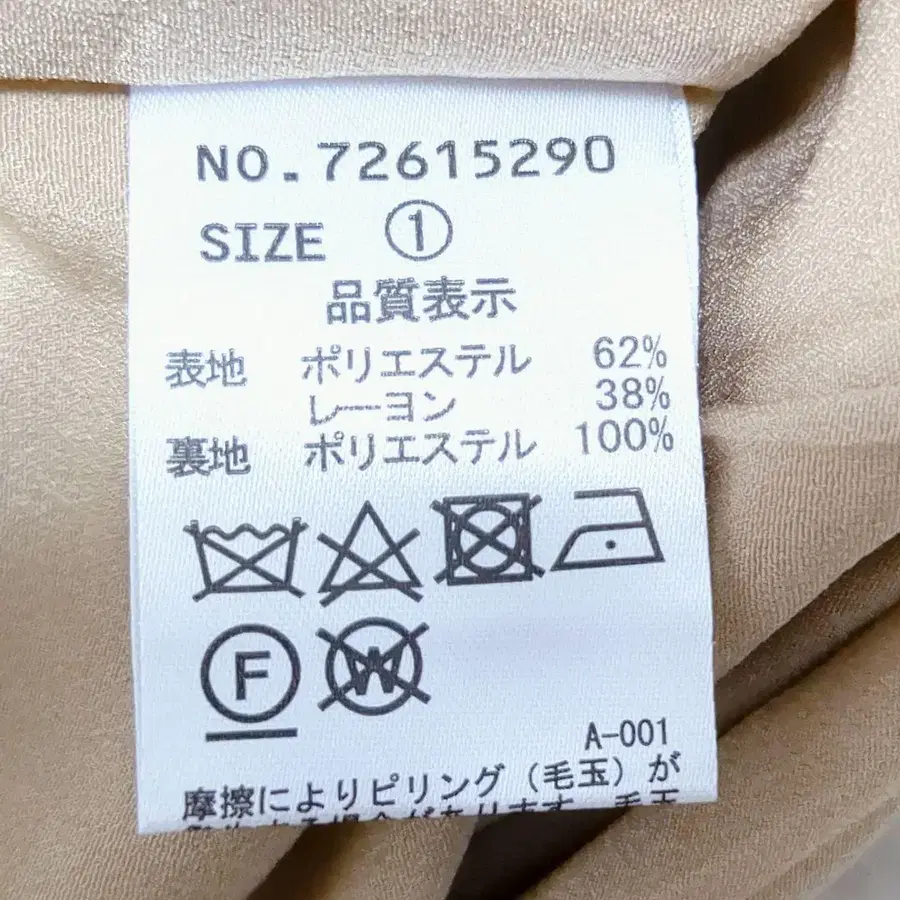 NO.72615290
SIZE ①
品質表示
表地 ポリエステル 62%
レーヨン 38%
裏地 ポリエステル 100%
F W
A-001
摩擦によりピリング(毛玉)が